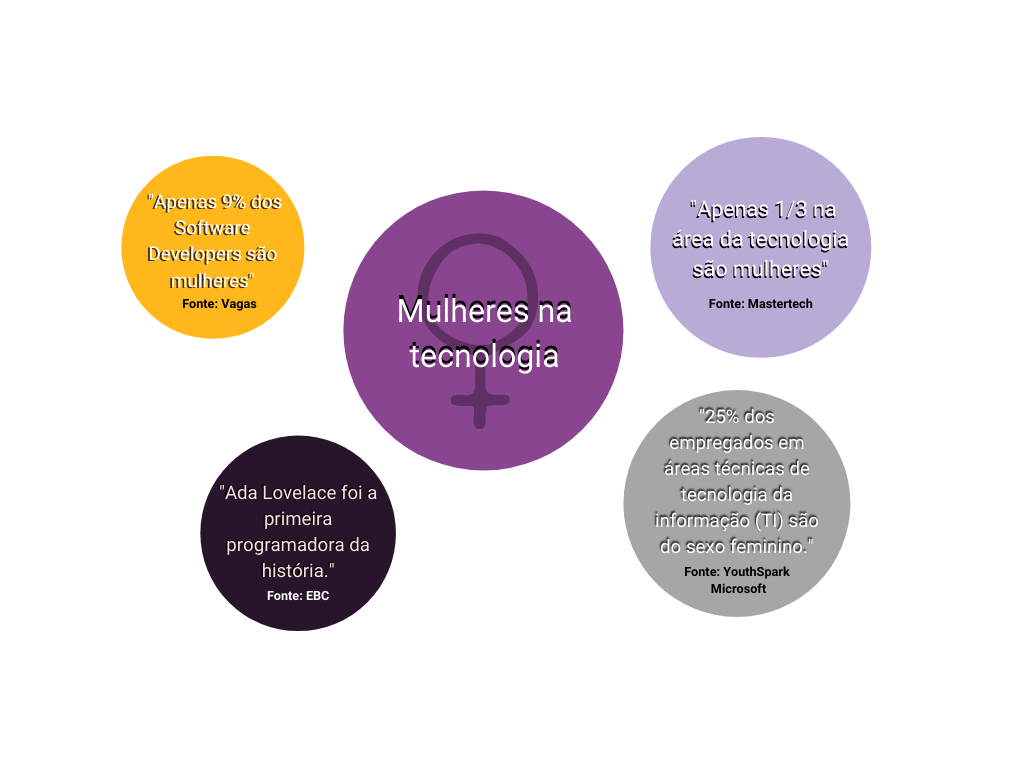 "Apenas 9% dos
Software
Developers são
mulheres"
Fonte: Vagas
Mulheres na
tecnologia
"Apenas 1/3 na
área da tecnologia
são mulheres"
Fonte: Mastertech
"Ada Lovelace foi a
primeira
programadora da
história."
Fonte: EBC
"25% dos
empregados em
áreas técnicas de
tecnologia da
informação (TI) são
do sexo feminino."
Fonte: YouthSpark
Microsoft